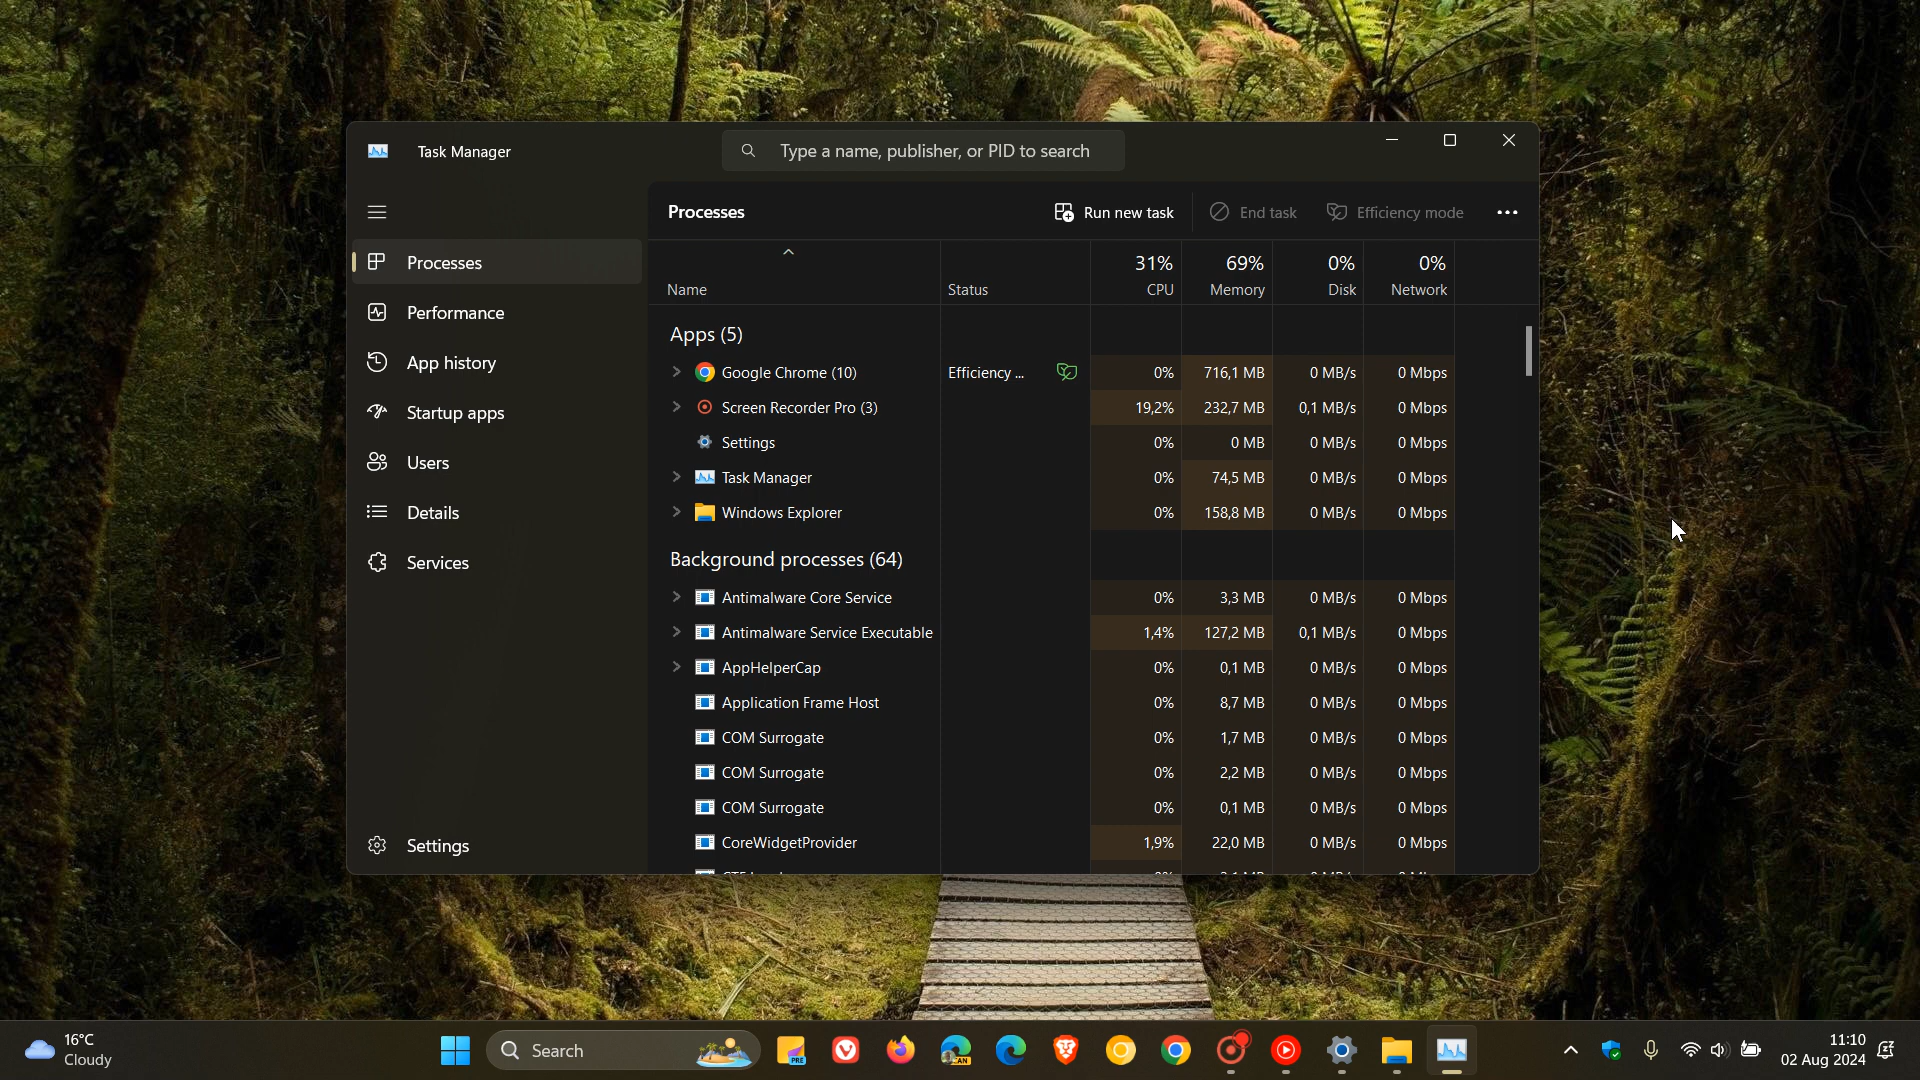 Task Manager
Type a name, publisher, or PID to search
Processes
Run new task
End task
Efficiency mode
Processes
Performance
App history
Startup apps
Users
Details
Services
Settings
31% 69% 0% 0%
Name Status CPU Memory Disk Network
Apps (5)
Google Chrome (10) Efficiency ... 0% 716,1 MB 0 MB/s 0 Mbps
Screen Recorder Pro (3) 19,2% 232,7 MB 0,1 MB/s 0 Mbps
Settings 0% 0 MB 0 MB/s 0 Mbps
Task Manager 0% 74,5 MB 0 MB/s 0 Mbps
Windows Explorer 0% 158,8 MB 0 MB/s 0 Mbps
Background processes (64)
Antimalware Core Service 0% 3,3 MB 0 MB/s 0 Mbps
Antimalware Service Executable 1,4% 127,2 MB 0,1 MB/s 0 Mbps
AppHelperCap 0% 0,1 MB 0 MB/s 0 Mbps
Application Frame Host 0% 8,7 MB 0 MB/s 0 Mbps
COM Surrogate 0% 1,7 MB 0 MB/s 0 Mbps
COM Surrogate 0% 2,2 MB 0 MB/s 0 Mbps
COM Surrogate 0% 0,1 MB 0 MB/s 0 Mbps
CoreWidgetProvider 1,9% 22,0 MB 0 MB/s 0 Mbps
16°C
Cloudy
Search
PRE
CAN
11:10
02 Aug 2024